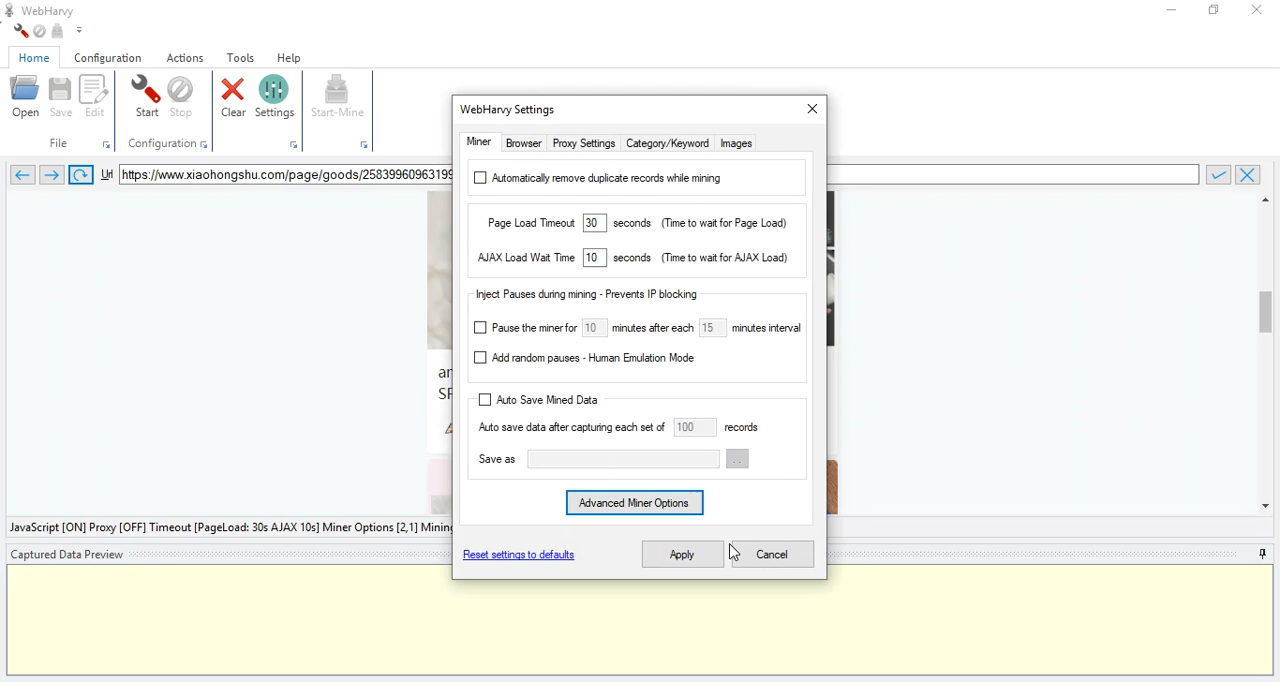 WebHarvy
Home Configuration Actions Tools Help
Open Save Edit Start Stop Clear Settings Start-Mine
File Configuration
Url https://www.xiaohongshu.com/page/goods/25839960963199
WebHarvy Settings
Miner Browser Proxy Settings Category/Keyword Images
Automatically remove duplicate records while mining
Page Load Timeout 30 seconds (Time to wait for Page Load)
AJAX Load Wait Time 10 seconds (Time to wait for AJAX Load)
Inject Pauses during mining - Prevents IP blocking
Pause the miner for 10 minutes after each 15 minutes interval
Add random pauses - Human Emulation Mode
Auto Save Mined Data
Auto save data after capturing each set of 100 records
Save as ..
Advanced Miner Options
Reset settings to defaults Apply Cancel
JavaScript [ON] Proxy [OFF] Timeout [PageLoad: 30s AJAX 10s] Miner Options [2,1] Mining
Captured Data Preview